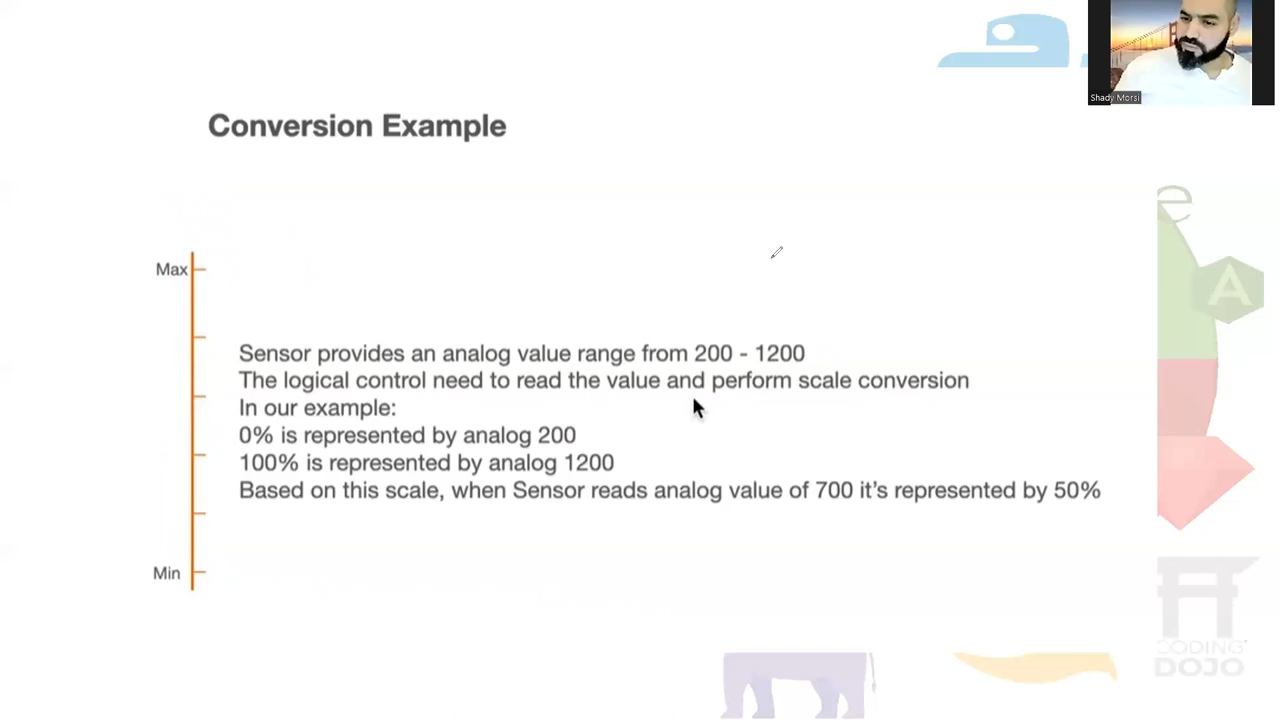 Shady Morsi
Conversion Example
e
A
Max
Sensor provides an analog value range from 200 - 1200
The logical control need to read the value and perform scale conversion
In our example:
0% is represented by analog 200
100% is represented by analog 1200
Based on this scale, when Sensor reads analog value of 700 it's represented by 50%
Min
CODING
DOJO